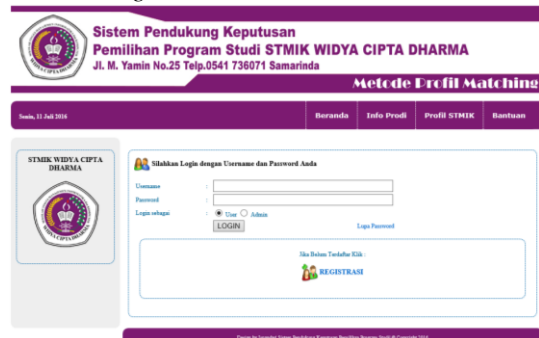 Sistem Pendukung Keputusan
Pemilihan Program Studi STMIK WIDYA CIPTA DHARMA
Jl. M. Yamin No.25 Telp.0541 736071 Samarinda
Metode Profil Matching
Senin, 11 Juli 2016
Beranda Info Prodi Profil STMIK Bantuan
STMIK WIDYA CIPTA
DHARMA
Silahkan Login dengan Username dan Password Anda
Username :
Password :
Login sebagai : User Admin
LOGIN Lupa Password
Jika Belum Terdaftar Klik :
REGISTRASI